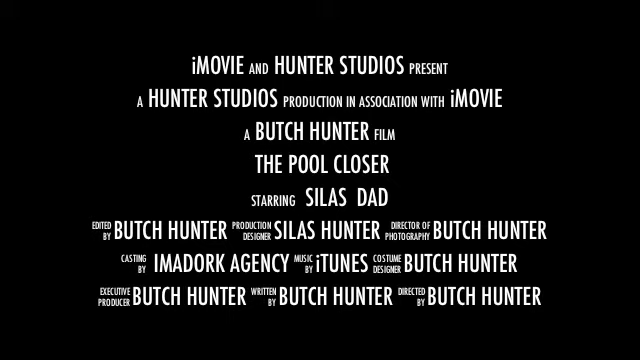 iMOVIE AND HUNTER STUDIOS PRESENT
A HUNTER STUDIOS PRODUCTION IN ASSOCIATION WITH iMOVIE
A BUTCH HUNTER FILM
THE POOL CLOSER
STARRING SILAS DAD
EDITED BY BUTCH HUNTER PRODUCTION DESIGNER SILAS HUNTER DIRECTOR OF PHOTOGRAPHY BUTCH HUNTER
CASTING BY IMADORK AGENCY MUSIC BY iTUNES COSTUME DESIGNER BUTCH HUNTER
EXECUTIVE PRODUCER BUTCH HUNTER WRITTEN BY BUTCH HUNTER DIRECTED BY BUTCH HUNTER